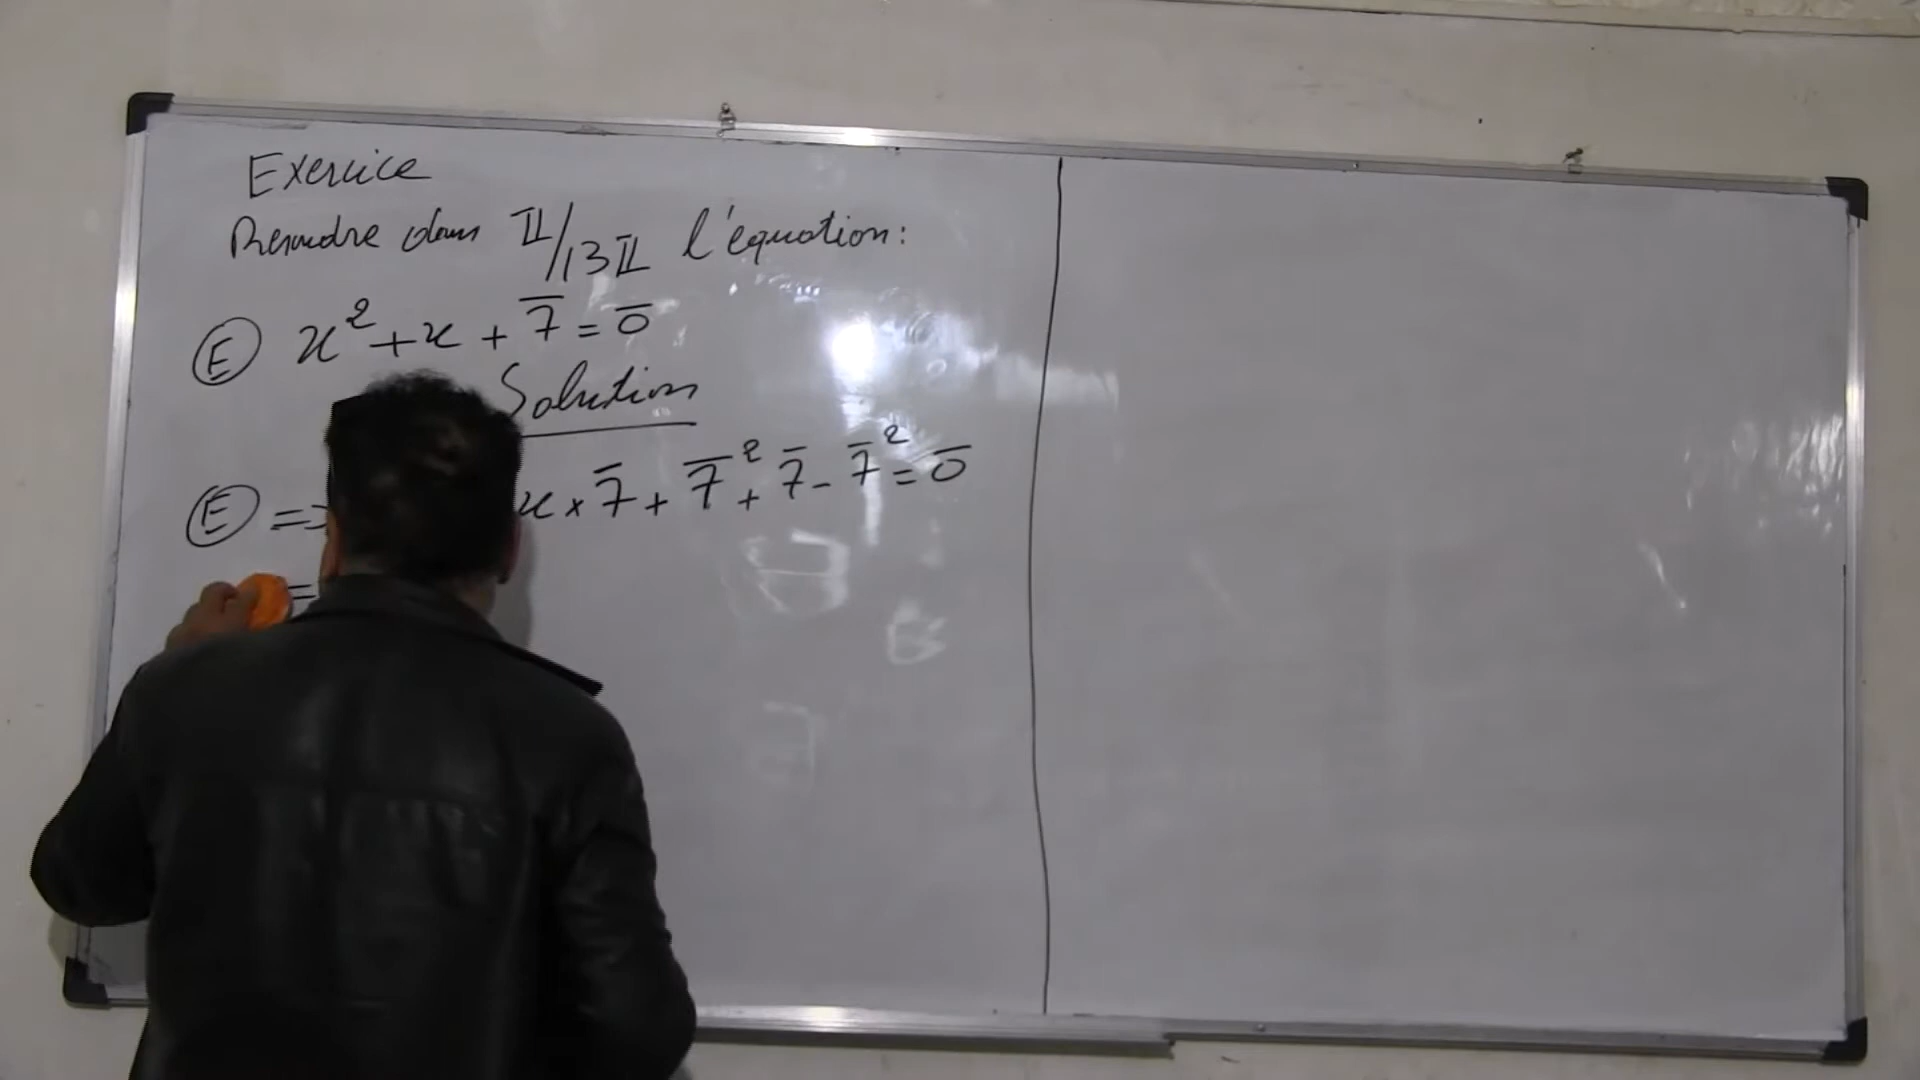 Exercice
Resoudre dans ℤ/13ℤ l'équation:
(E) x² + x + 7̅ = 0̅
Solution
(E) => x × 7̅ + 7̅² + 7̅ - 7̅² = 0̅
=